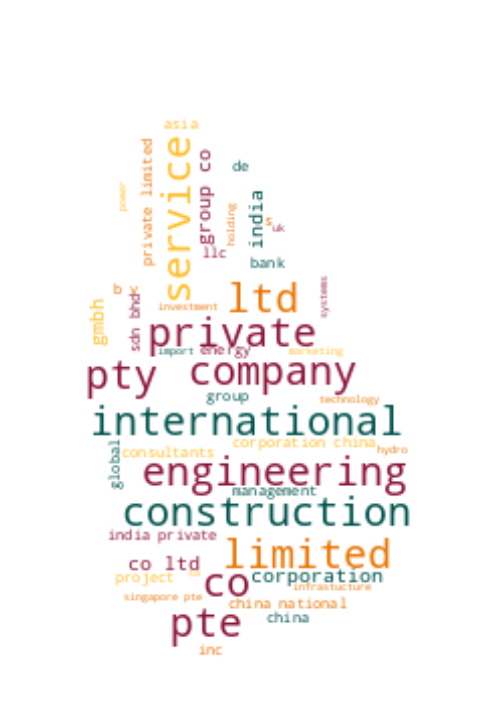 asia
service
private limited
group co
de
power
holding
india
uk
llc
bank
ltd
systems
investment
gmbh
sdn bhd
private
import
energy
marketing
pty
company
group
technology
international
corporation china
consultants
global
hydro
engineering
management
construction
india private
limited
co ltd
project
co
corporation
infrastucture
singapore pte
china national
pte
china
inc